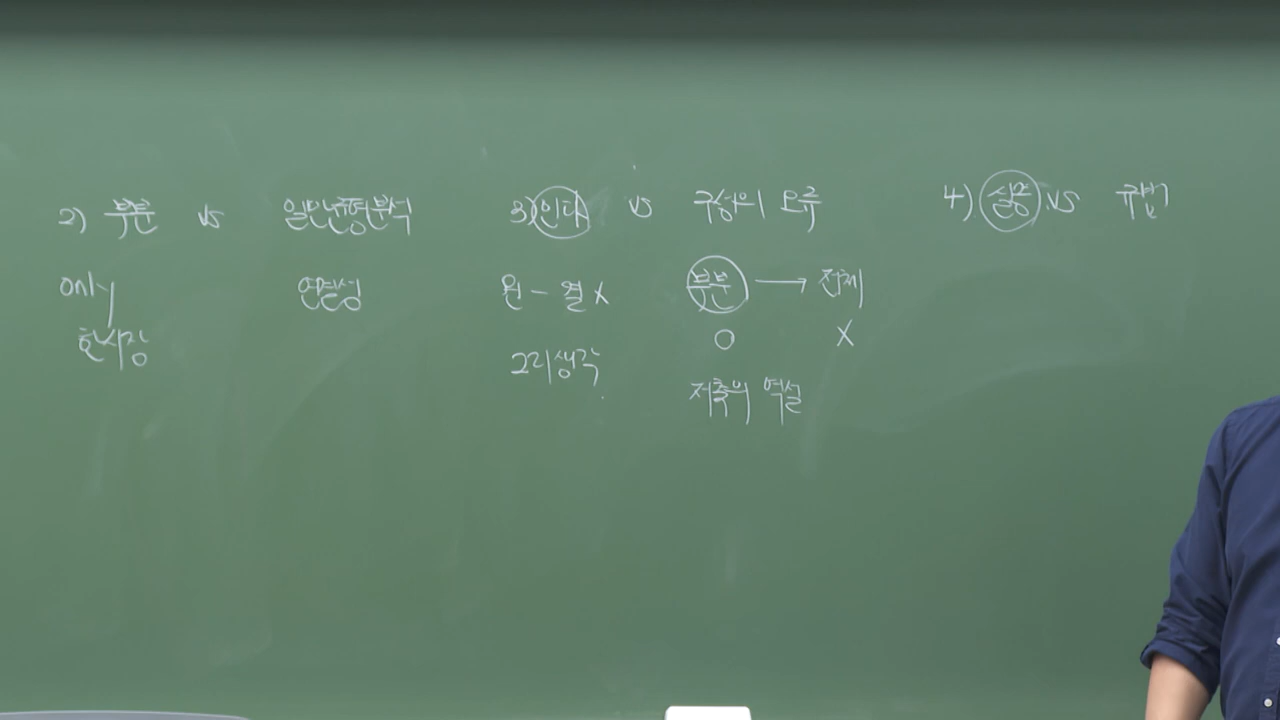 2) 부분 vs 일반균형분석
only 연결성
한시장
3) 인과 vs 구성의 오류
원 - 결 X 부분 → 전체
O X
그리생각
저축의 역설
4) 실증 vs 규범